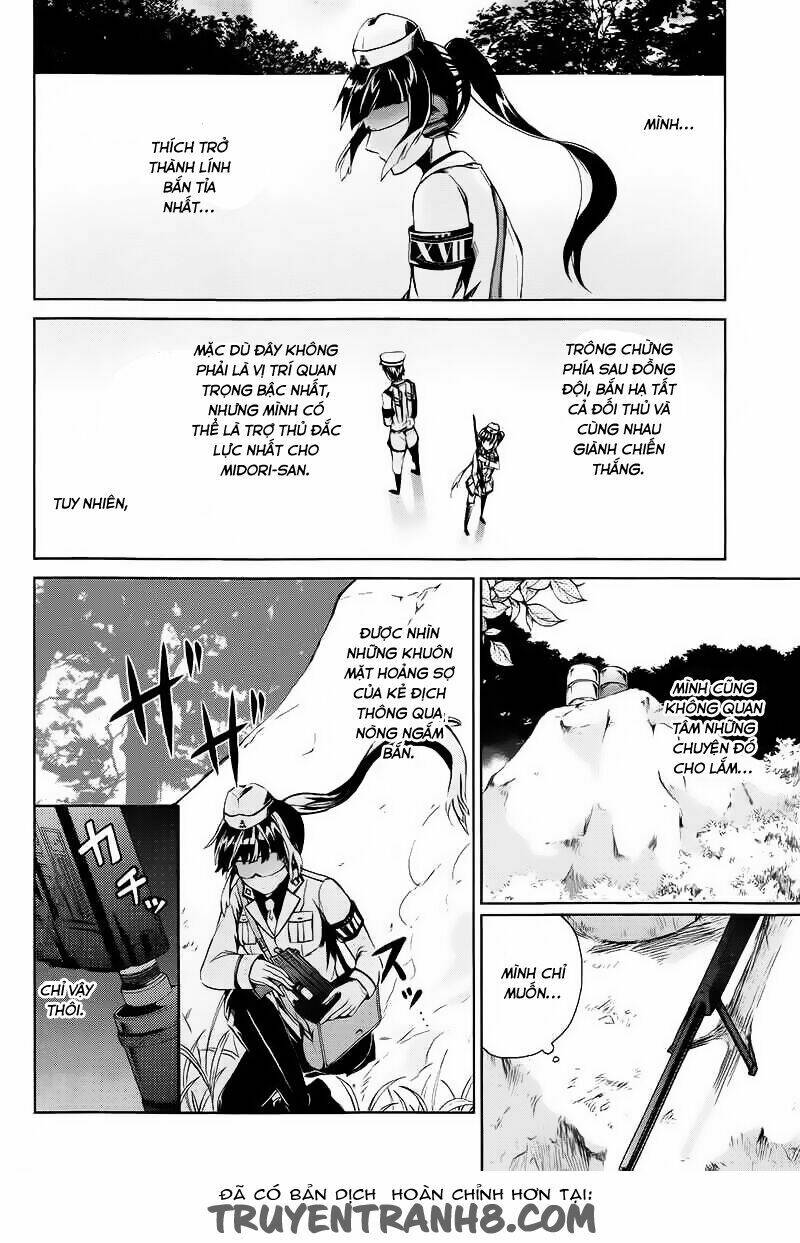 MÌNH...
THÍCH TRỞ
THÀNH LÍNH
BẮN TỈA
NHẤT...
XVII
TRÔNG CHỪNG
PHÍA SAU ĐỒNG
ĐỘI, BẮN HẠ TẤT
CẢ ĐỐI THỦ VÀ
CÙNG NHAU
GIÀNH CHIẾN
THẮNG.
MẶC DÙ ĐÂY KHÔNG
PHẢI LÀ VỊ TRÍ QUAN
TRỌNG BẬC NHẤT,
NHƯNG MÌNH CÓ
THỂ LÀ TRỢ THỦ ĐẮC
LỰC NHẤT CHO
MIDORI-SAN.
TUY NHIÊN,
MÌNH CŨNG
KHÔNG QUAN
TÂM NHỮNG
CHUYỆN ĐÓ
CHO LẮM...
MÌNH CHỈ
MUỐN...
ĐƯỢC NHÌN
NHỮNG KHUÔN
MẶT HOẢNG SỢ
CỦA KẺ ĐỊCH
THÔNG QUA
NÒNG NGẮM
BẮN.
ガチッ
CHỈ VẬY
THÔI.
ĐÃ CÓ BẢN DỊCH HOÀN CHỈNH HƠN TẠI:
TRUYENTRANH8.COM